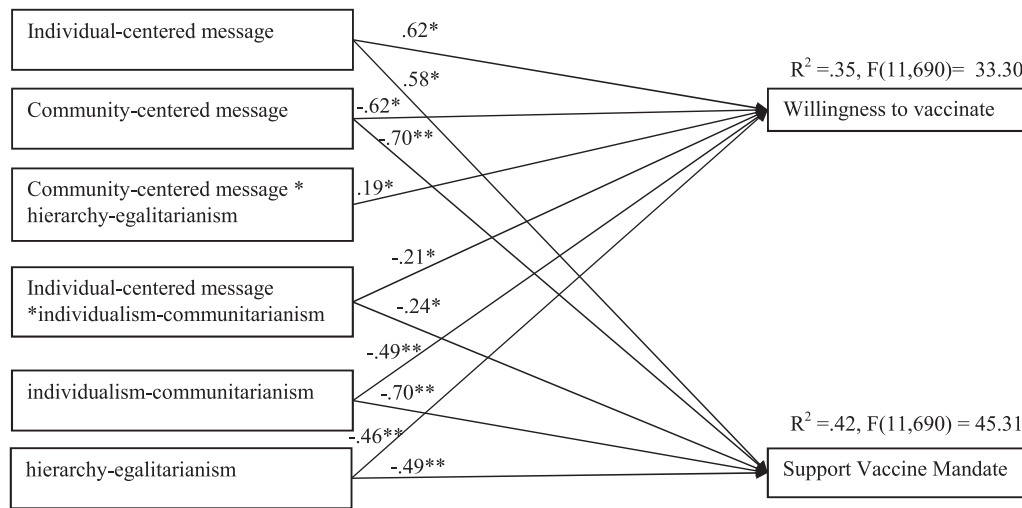 Individual-centered message
.62*
.58*
R² =.35, F(11,690)= 33.30
Community-centered message
-.62*
-.70**
Willingness to vaccinate
Community-centered message *
hierarchy-egalitarianism
.19*
Individual-centered message
*individualism-communitarianism
-.21*
-.24*
individualism-communitarianism
-.49**
-.70**
R² =.42, F(11,690) = 45.31
hierarchy-egalitarianism
-.46**
-.49**
Support Vaccine Mandate